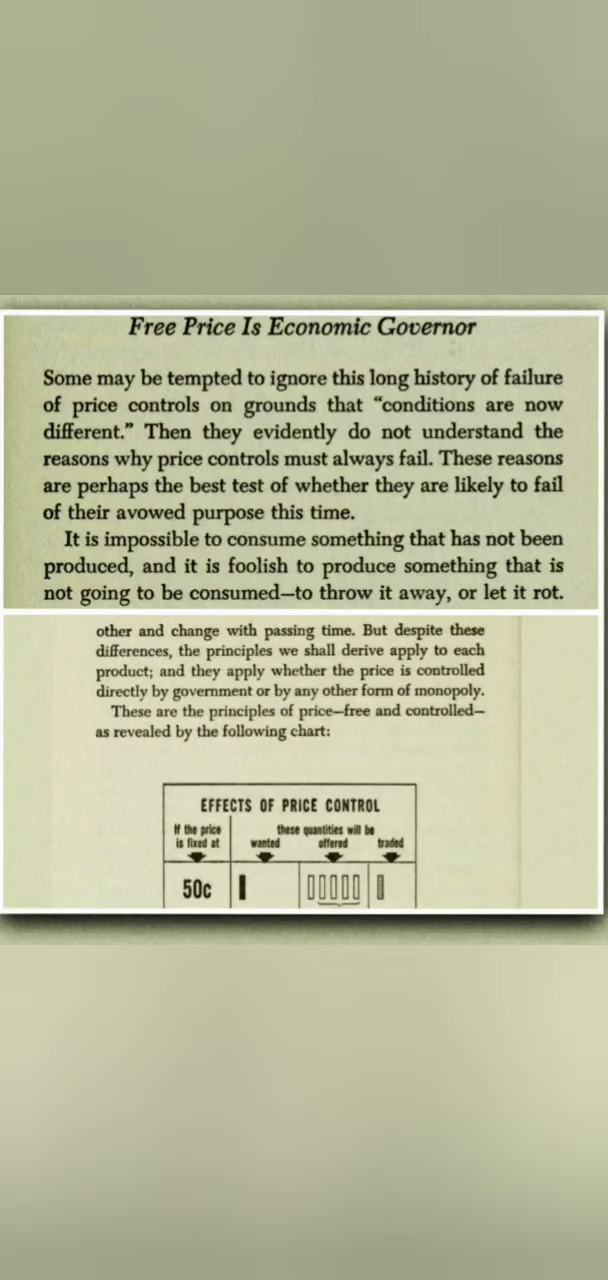 Free Price Is Economic Governor
Some may be tempted to ignore this long history of failure
of price controls on grounds that “conditions are now
different.” Then they evidently do not understand the
reasons why price controls must always fail. These reasons
are perhaps the best test of whether they are likely to fail
of their avowed purpose this time.
It is impossible to consume something that has not been
produced, and it is foolish to produce something that is
not going to be consumed—to throw it away, or let it rot.
other and change with passing time. But despite these
differences, the principles we shall derive apply to each
product; and they apply whether the price is controlled
directly by government or by any other form of monopoly.
These are the principles of price—free and controlled—
as revealed by the following chart:
EFFECTS OF PRICE CONTROL
If the price these quantities will be
is fixed at wanted offered traded
50c